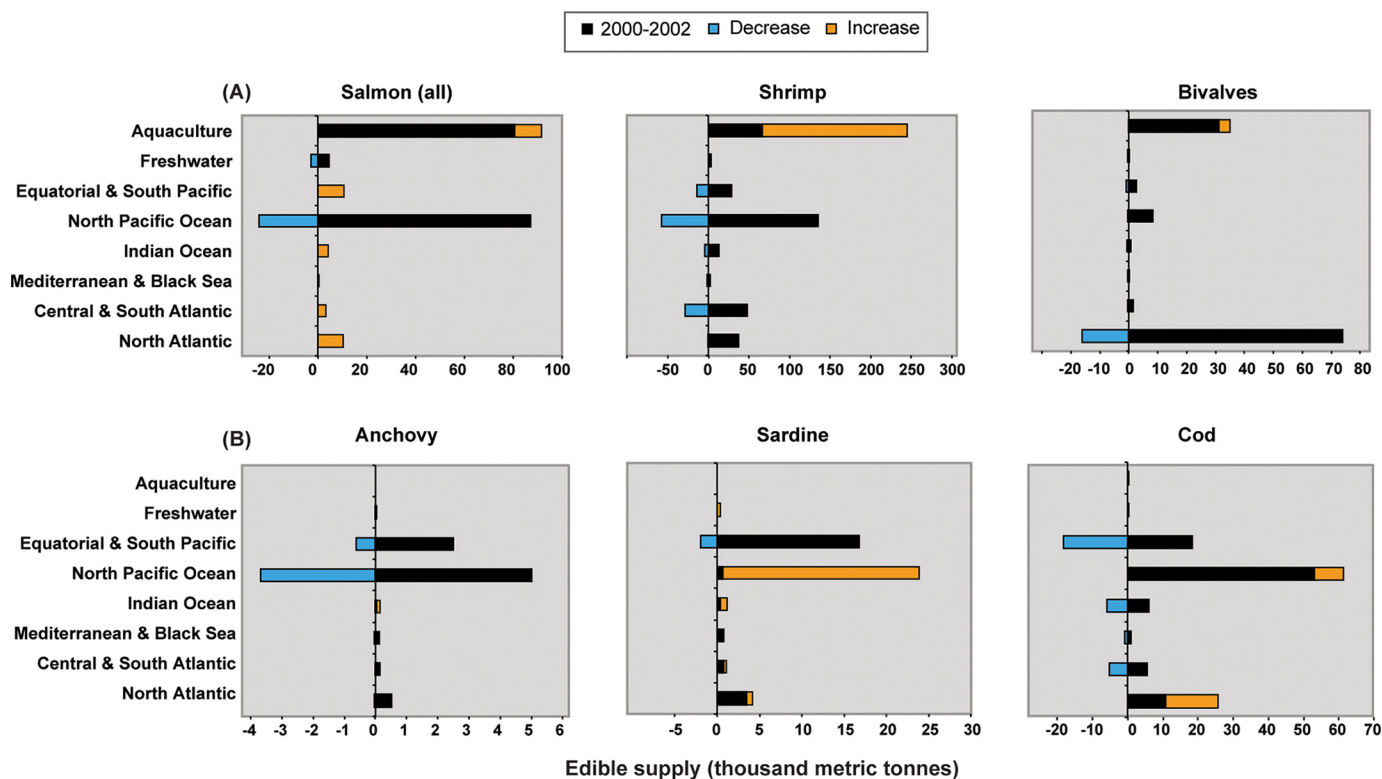 2000-2002 Decrease Increase
(A) Salmon (all) Shrimp Bivalves
Aquaculture
Freshwater
Equatorial & South Pacific
North Pacific Ocean
Indian Ocean
Mediterranean & Black Sea
Central & South Atlantic
North Atlantic
-20 0 20 40 60 80 100
-100 0 50 100 150 200 250 300
-20 -10 0 10 20 30 40 50 60 70 80
(B) Anchovy Sardine Cod
Aquaculture
Freshwater
Equatorial & South Pacific
North Pacific Ocean
Indian Ocean
Mediterranean & Black Sea
Central & South Atlantic
North Atlantic
-4 -3 -2 -1 0 1 2 3 4 5 6
-5 0 5 10 15 20 25 30
-20 -10 0 10 20 30 40 50 60 70
Edible supply (thousand metric tonnes)